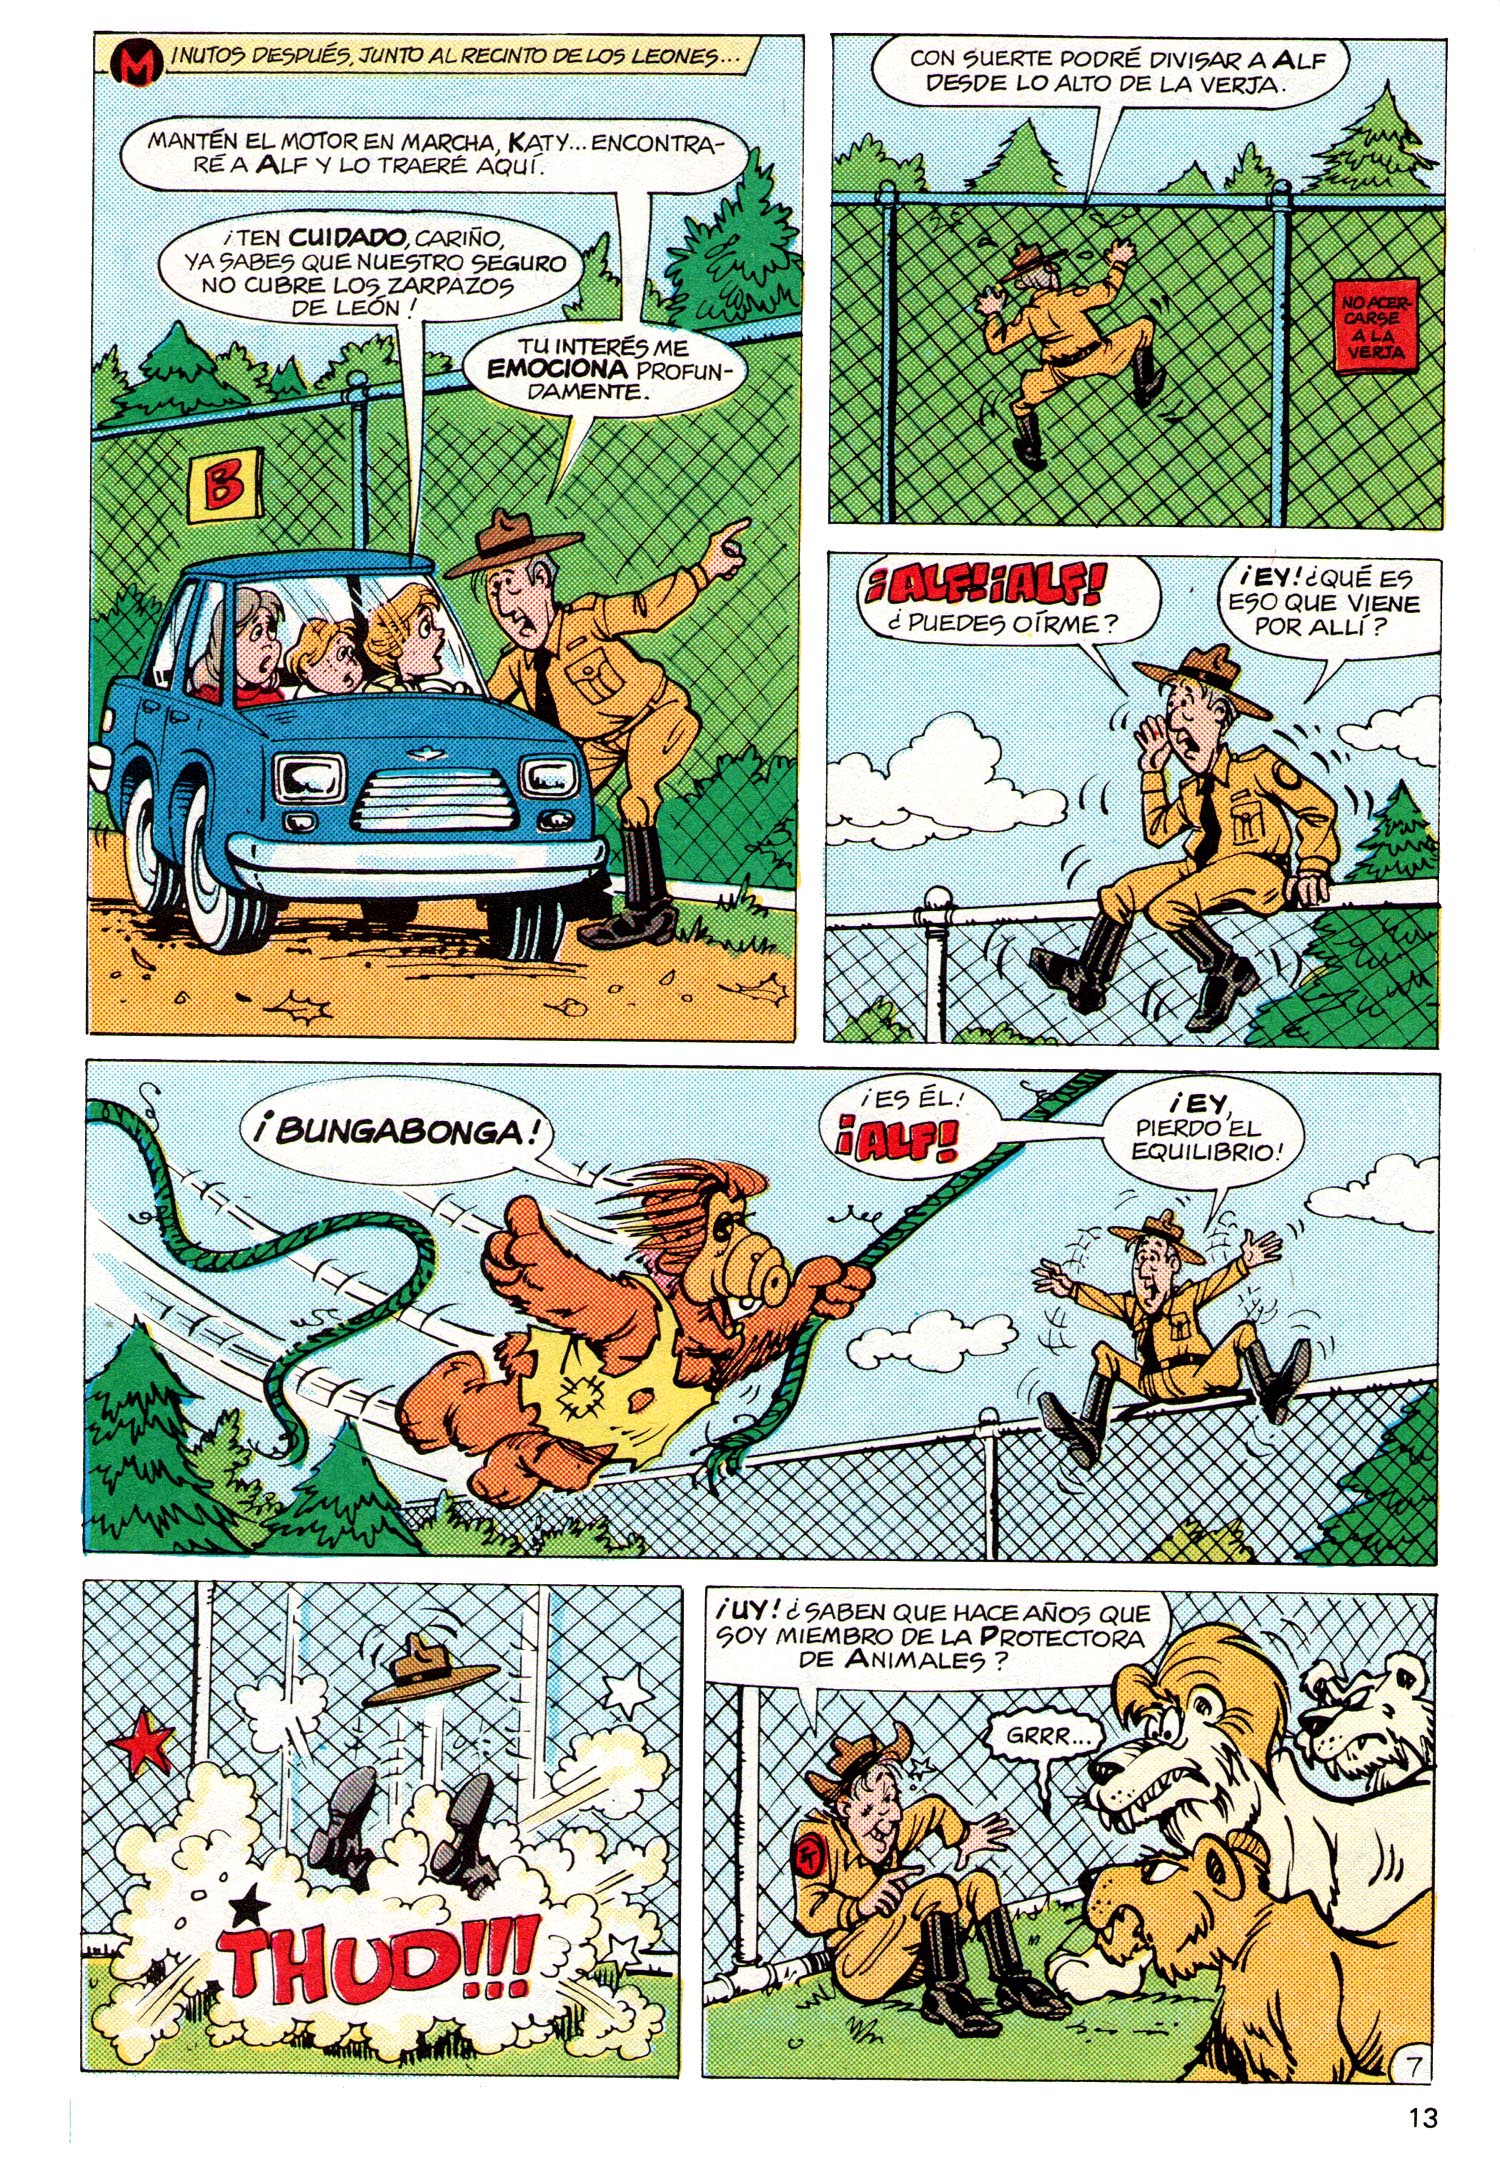 MINUTOS DESPUÉS, JUNTO AL RECINTO DE LOS LEONES...
MANTÉN EL MOTOR EN MARCHA, KATY... ENCONTRA-
RÉ A ALF Y LO TRAERÉ AQUÍ.
¡TEN CUIDADO, CARIÑO,
YA SABES QUE NUESTRO SEGURO
NO CUBRE LOS ZARPAZOS
DE LEÓN!
TU INTERÉS ME
EMOCIONA PROFUN-
DAMENTE.
B
CON SUERTE PODRÉ DIVISAR A ALF
DESDE LO ALTO DE LA VERJA.
NO ACER-
CARSE
A LA
VERJA
¡ALF! ¡ALF!
¿PUEDES OÍRME?
¡EY! ¿QUÉ ES
ESO QUE VIENE
POR ALLÍ?
¡BUNGABONGA!
¡ES ÉL!
¡ALF!
¡EY,
PIERDO EL
EQUILIBRIO!
THUD!!!
¡UY! ¿SABEN QUE HACE AÑOS QUE
SOY MIEMBRO DE LA PROTECTORA
DE ANIMALES?
GRRR...
7
13